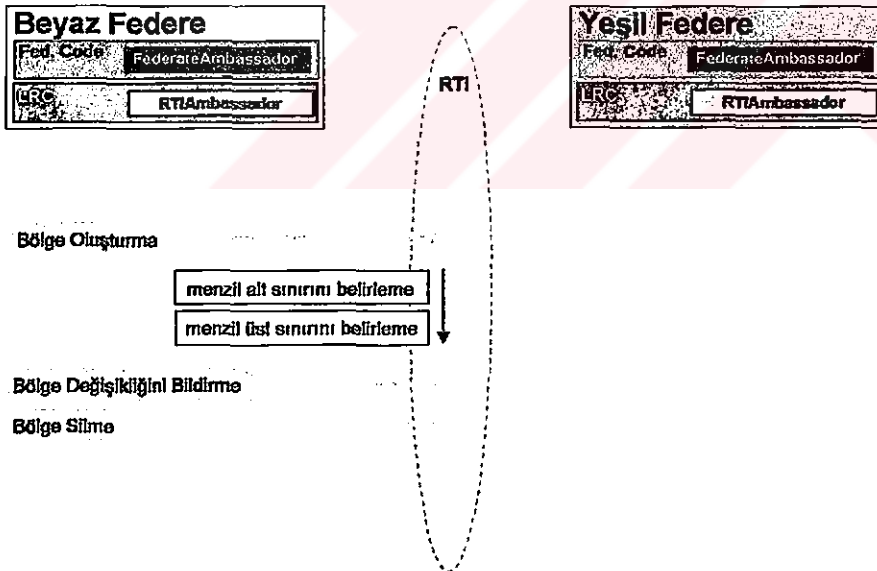 Beyaz Federe
Fed. Code
FederateAmbassador
LRC
RTIAmbassador
RTI
Yeşil Federe
Fed. Code
FederateAmbassador
LRC
RTIAmbassador
Bölge Oluşturma
menzil alt sınırını belirleme
menzil üst sınırını belirleme
Bölge Değişikliğini Bildirme
Bölge Silme